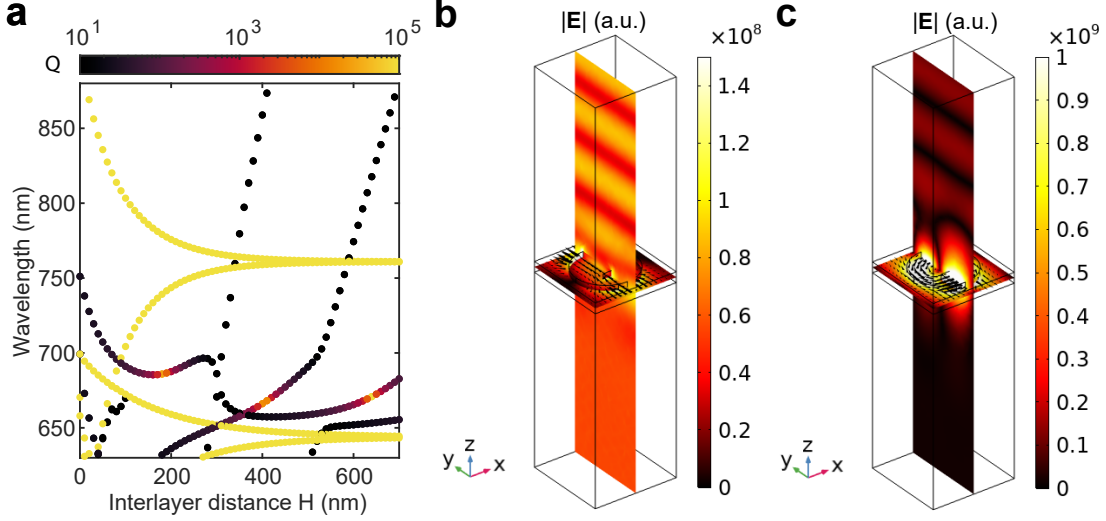 a
10¹ 10³ 10⁵
Q
Wavelength (nm)
850
800
750
700
650
0 200 400 600
Interlayer distance H (nm)
b
|E| (a.u.)
×10⁸
1.4
1.2
1
0.8
0.6
0.4
0.2
0
z
y x
c
|E| (a.u.)
×10⁹
1
0.9
0.8
0.7
0.6
0.5
0.4
0.3
0.2
0.1
0
z
y x